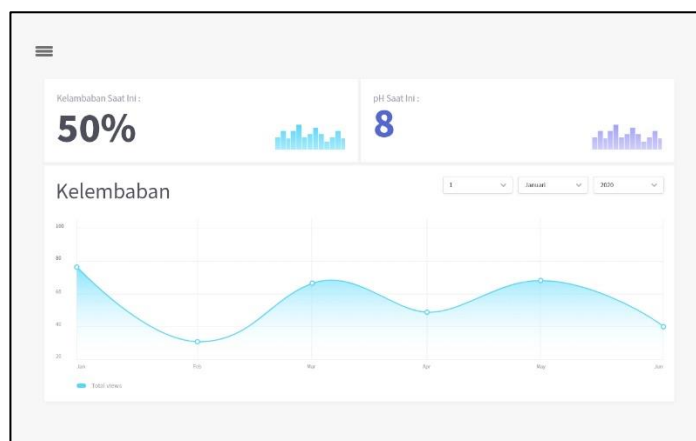 Kelambaban Saat Ini :
50%
pH Saat Ini :
8
Kelembaban
1
Januari
2020
100
80
60
40
20
Jan
Feb
Mar
Apr
May
Jun
Total views